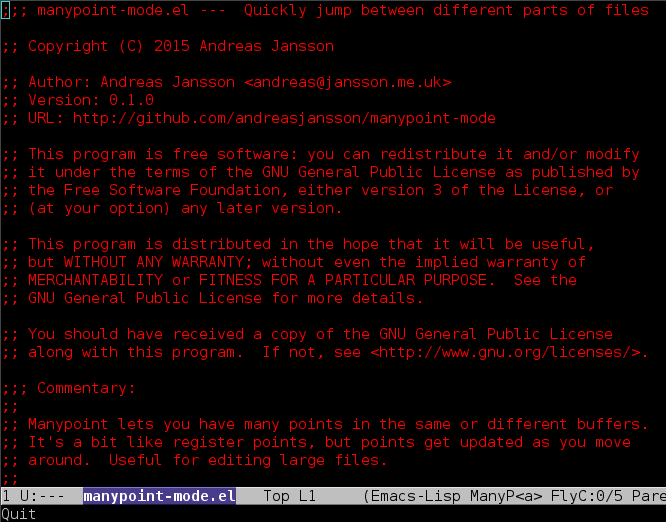 ;;; manypoint-mode.el ---  Quickly jump between different parts of files
;; Copyright (C) 2015 Andreas Jansson
;; Author: Andreas Jansson <andreas@jansson.me.uk>
;; Version: 0.1.0
;; URL: http://github.com/andreasjansson/manypoint-mode
;; This program is free software: you can redistribute it and/or modify
;; it under the terms of the GNU General Public License as published by
;; the Free Software Foundation, either version 3 of the License, or
;; (at your option) any later version.
;; This program is distributed in the hope that it will be useful,
;; but WITHOUT ANY WARRANTY; without even the implied warranty of
;; MERCHANTABILITY or FITNESS FOR A PARTICULAR PURPOSE.  See the
;; GNU General Public License for more details.
;; You should have received a copy of the GNU General Public License
;; along with this program.  If not, see <http://www.gnu.org/licenses/>.
;;; Commentary:
;;
;; Manypoint lets you have many points in the same or different buffers.
;; It's a bit like register points, but points get updated as you move
;; around.  Useful for editing large files.
;;
1 U:---  manypoint-mode.el   Top L1     (Emacs-Lisp ManyP<a> FlyC:0/5 Pare
Quit